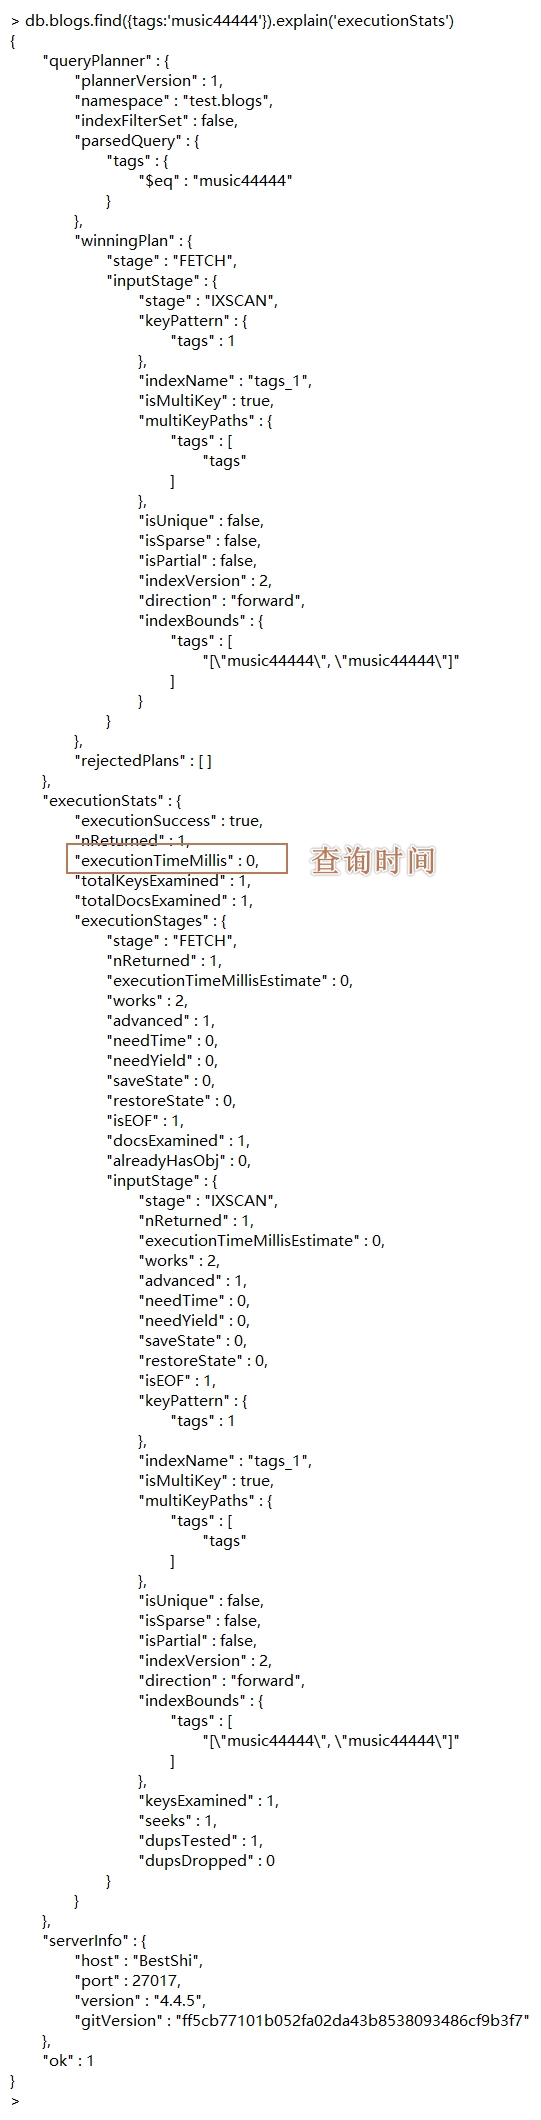 > db.blogs.find({tags:'music44444'}).explain('executionStats')
{
"queryPlanner" : {
"plannerVersion" : 1,
"namespace" : "test.blogs",
"indexFilterSet" : false,
"parsedQuery" : {
"tags" : {
"$eq" : "music44444"
}
},
"winningPlan" : {
"stage" : "FETCH",
"inputStage" : {
"stage" : "IXSCAN",
"keyPattern" : {
"tags" : 1
},
"indexName" : "tags_1",
"isMultiKey" : true,
"multiKeyPaths" : {
"tags" : [
"tags"
]
},
"isUnique" : false,
"isSparse" : false,
"isPartial" : false,
"indexVersion" : 2,
"direction" : "forward",
"indexBounds" : {
"tags" : [
"[\"music44444\", \"music44444\"]"
]
}
}
},
"rejectedPlans" : [ ]
},
"executionStats" : {
"executionSuccess" : true,
"nReturned" : 1,
"executionTimeMillis" : 0, 查询时间
"totalKeysExamined" : 1,
"totalDocsExamined" : 1,
"executionStages" : {
"stage" : "FETCH",
"nReturned" : 1,
"executionTimeMillisEstimate" : 0,
"works" : 2,
"advanced" : 1,
"needTime" : 0,
"needYield" : 0,
"saveState" : 0,
"restoreState" : 0,
"isEOF" : 1,
"docsExamined" : 1,
"alreadyHasObj" : 0,
"inputStage" : {
"stage" : "IXSCAN",
"nReturned" : 1,
"executionTimeMillisEstimate" : 0,
"works" : 2,
"advanced" : 1,
"needTime" : 0,
"needYield" : 0,
"saveState" : 0,
"restoreState" : 0,
"isEOF" : 1,
"keyPattern" : {
"tags" : 1
},
"indexName" : "tags_1",
"isMultiKey" : true,
"multiKeyPaths" : {
"tags" : [
"tags"
]
},
"isUnique" : false,
"isSparse" : false,
"isPartial" : false,
"indexVersion" : 2,
"direction" : "forward",
"indexBounds" : {
"tags" : [
"[\"music44444\", \"music44444\"]"
]
},
"keysExamined" : 1,
"seeks" : 1,
"dupsTested" : 1,
"dupsDropped" : 0
}
}
},
"serverInfo" : {
"host" : "BestShi",
"port" : 27017,
"version" : "4.4.5",
"gitVersion" : "ff5cb77101b052fa02da43b8538093486cf9b3f7"
},
"ok" : 1
}
>